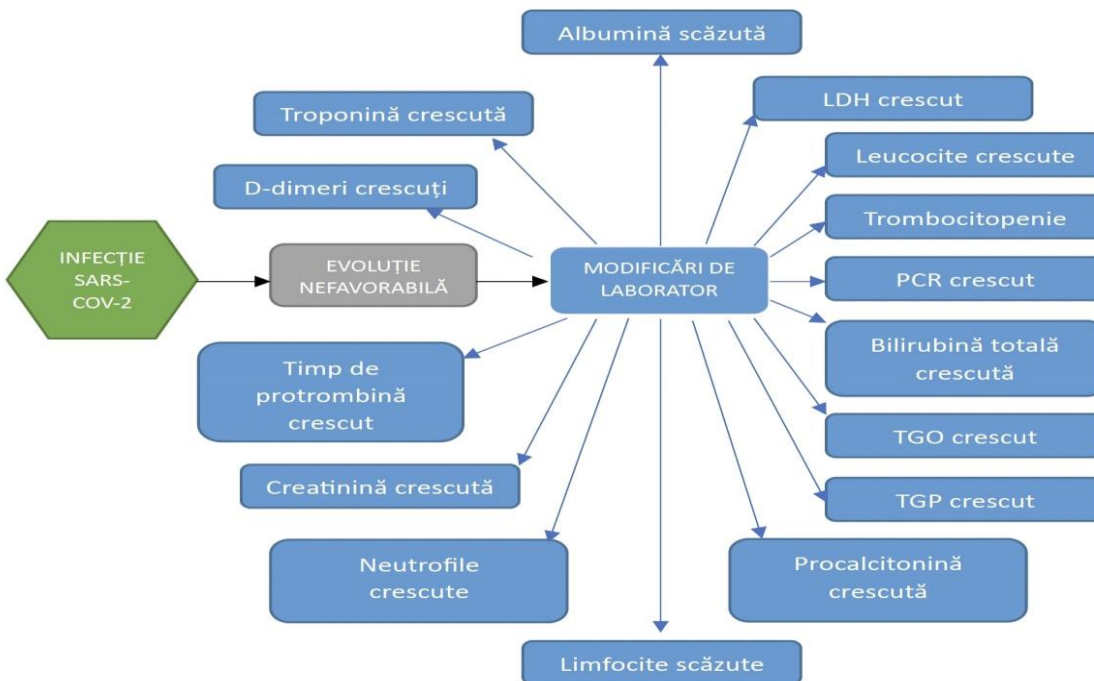 Albumină scăzută
LDH crescut
Troponină crescută
Leucocite crescute
D-dimeri crescuți
Trombocitopenie
INFECȚIE
SARS-
COV-2
EVOLUȚIE
NEFAVORABILĂ
MODIFICĂRI DE
LABORATOR
PCR crescut
Bilirubină totală
crescută
Timp de
protrombină
crescut
TGO crescut
Creatinină crescută
TGP crescut
Neutrofile
crescute
Procalcitonină
crescută
Limfocite scăzute